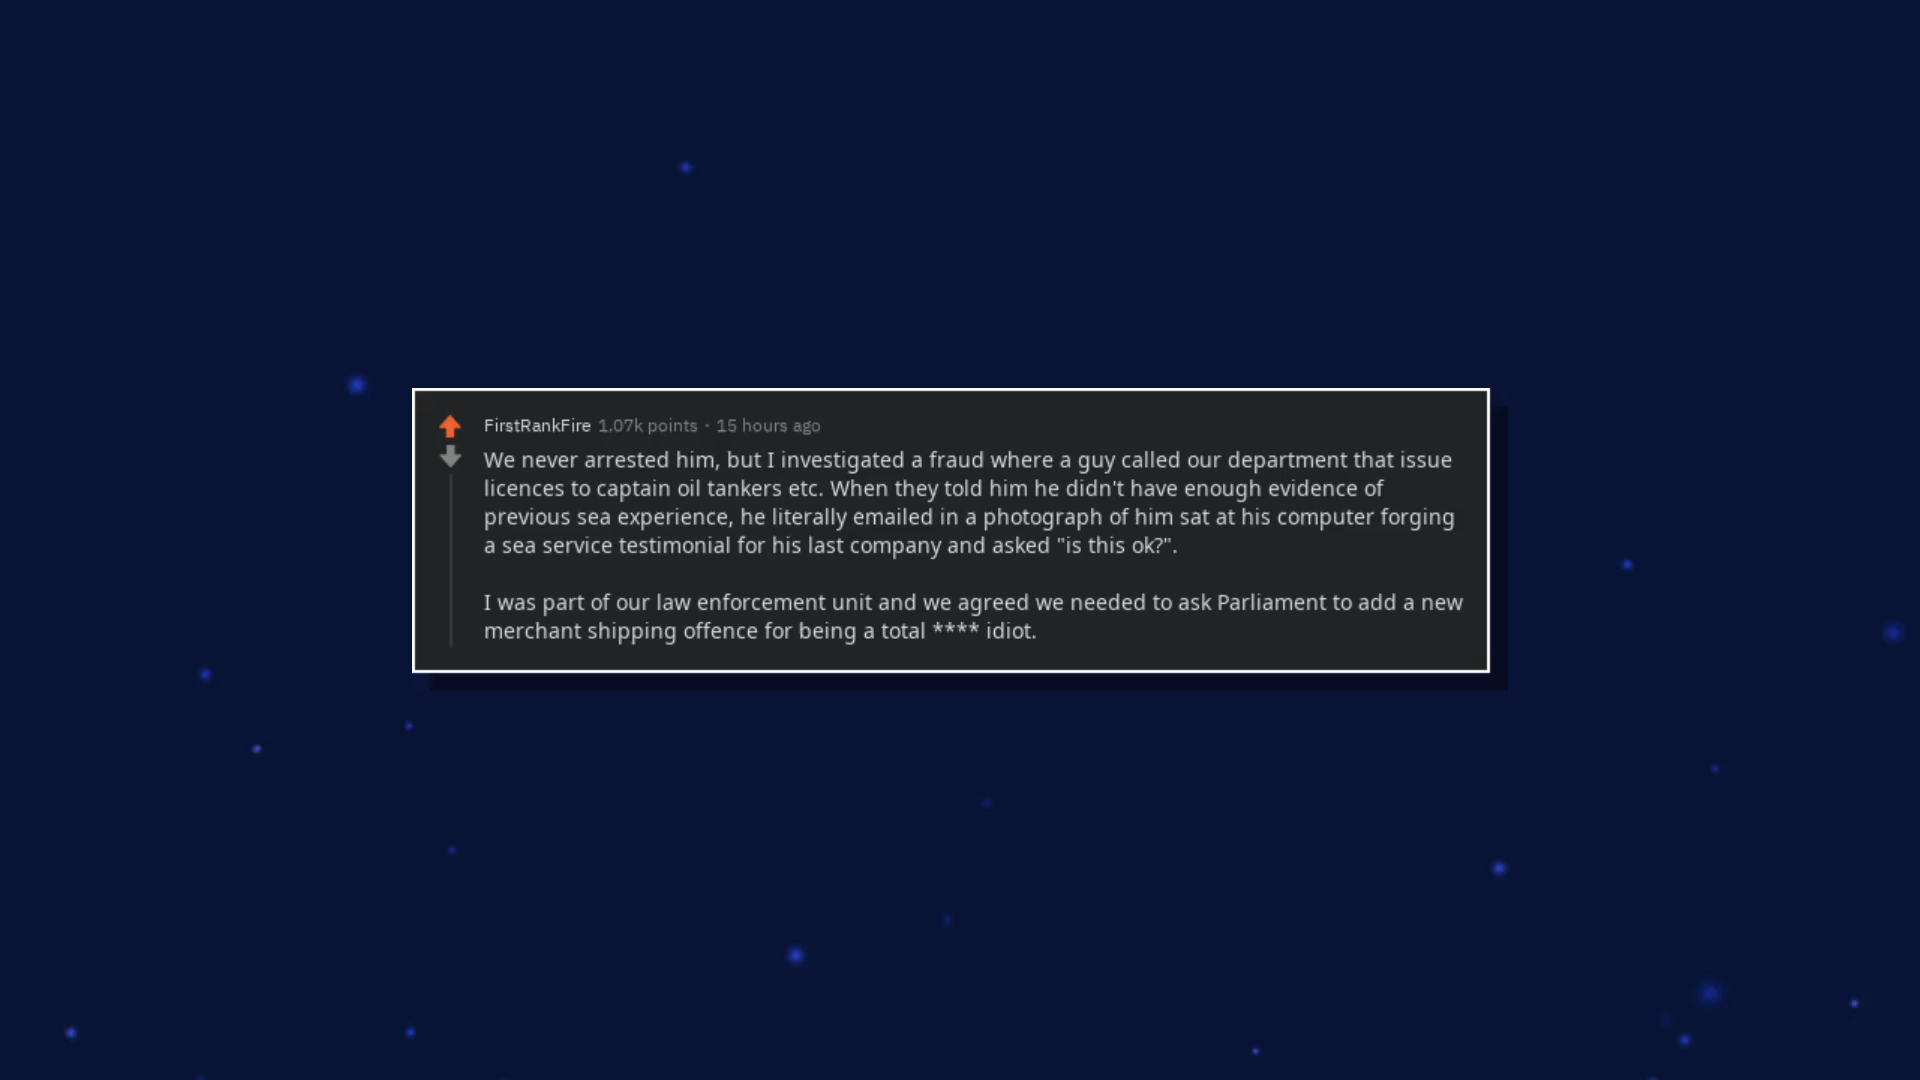 FirstRankFire 1.07k points · 15 hours ago
We never arrested him, but I investigated a fraud where a guy called our department that issue
licences to captain oil tankers etc. When they told him he didn't have enough evidence of
previous sea experience, he literally emailed in a photograph of him sat at his computer forging
a sea service testimonial for his last company and asked "is this ok?".
I was part of our law enforcement unit and we agreed we needed to ask Parliament to add a new
merchant shipping offence for being a total **** idiot.